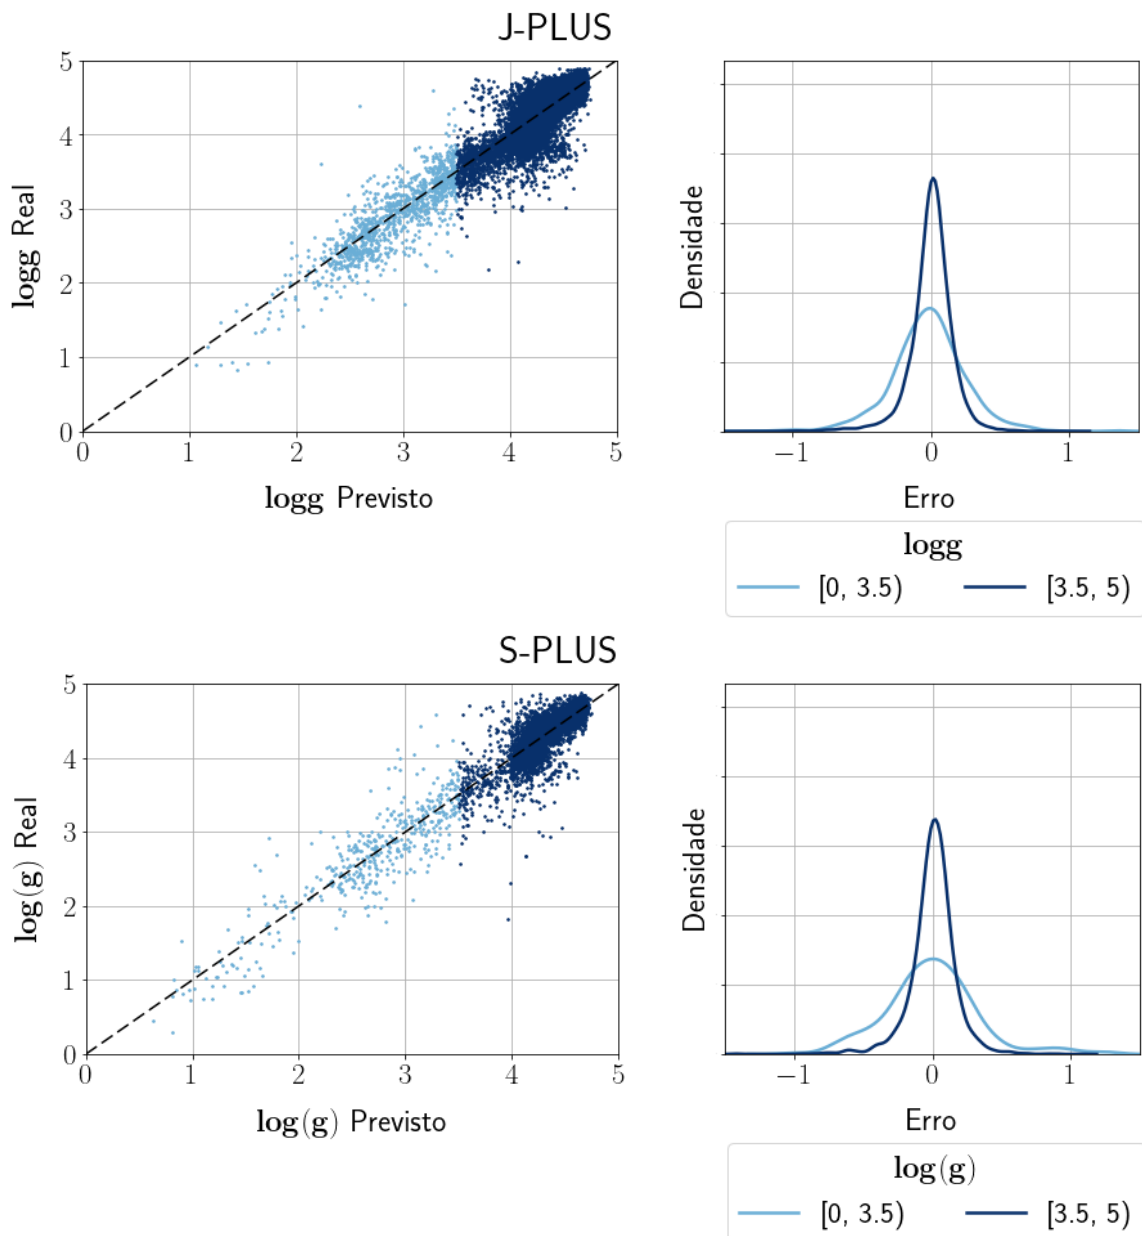 J-PLUS
5
4
3
2
1
0
logg Real
0 1 2 3 4 5
logg Previsto
Densidade
−1 0 1
Erro
logg
[0, 3.5) [3.5, 5)
S-PLUS
5
4
3
2
1
0
log(g) Real
0 1 2 3 4 5
log(g) Previsto
Densidade
−1 0 1
Erro
log(g)
[0, 3.5) [3.5, 5)